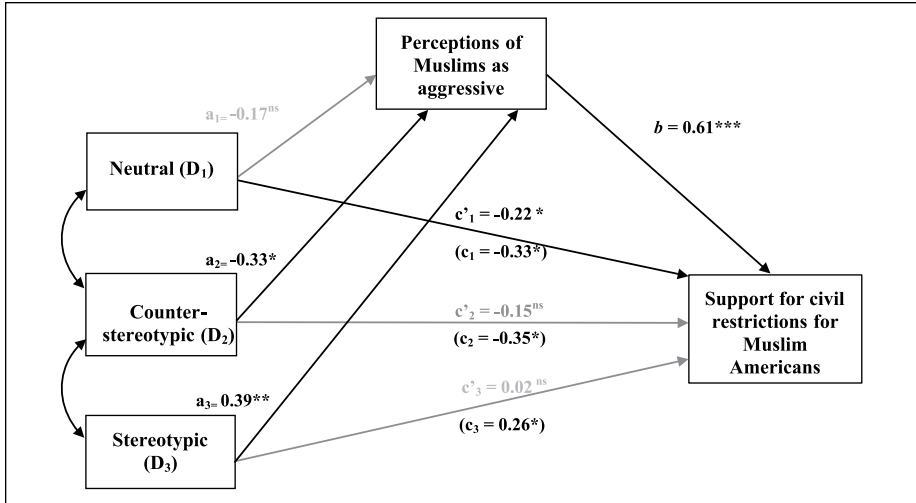 Perceptions of
Muslims as
aggressive
a₁= -0.17ⁿˢ
b = 0.61***
Neutral (D₁)
c’₁ = -0.22 *
(c₁ = -0.33*)
a₂= -0.33*
Counter-
stereotypic (D₂)
c’₂ = -0.15ⁿˢ
(c₂ = -0.35*)
Support for civil
restrictions for
Muslim
Americans
a₃= 0.39**
c’₃ = 0.02 ⁿˢ
(c₃ = 0.26*)
Stereotypic
(D₃)